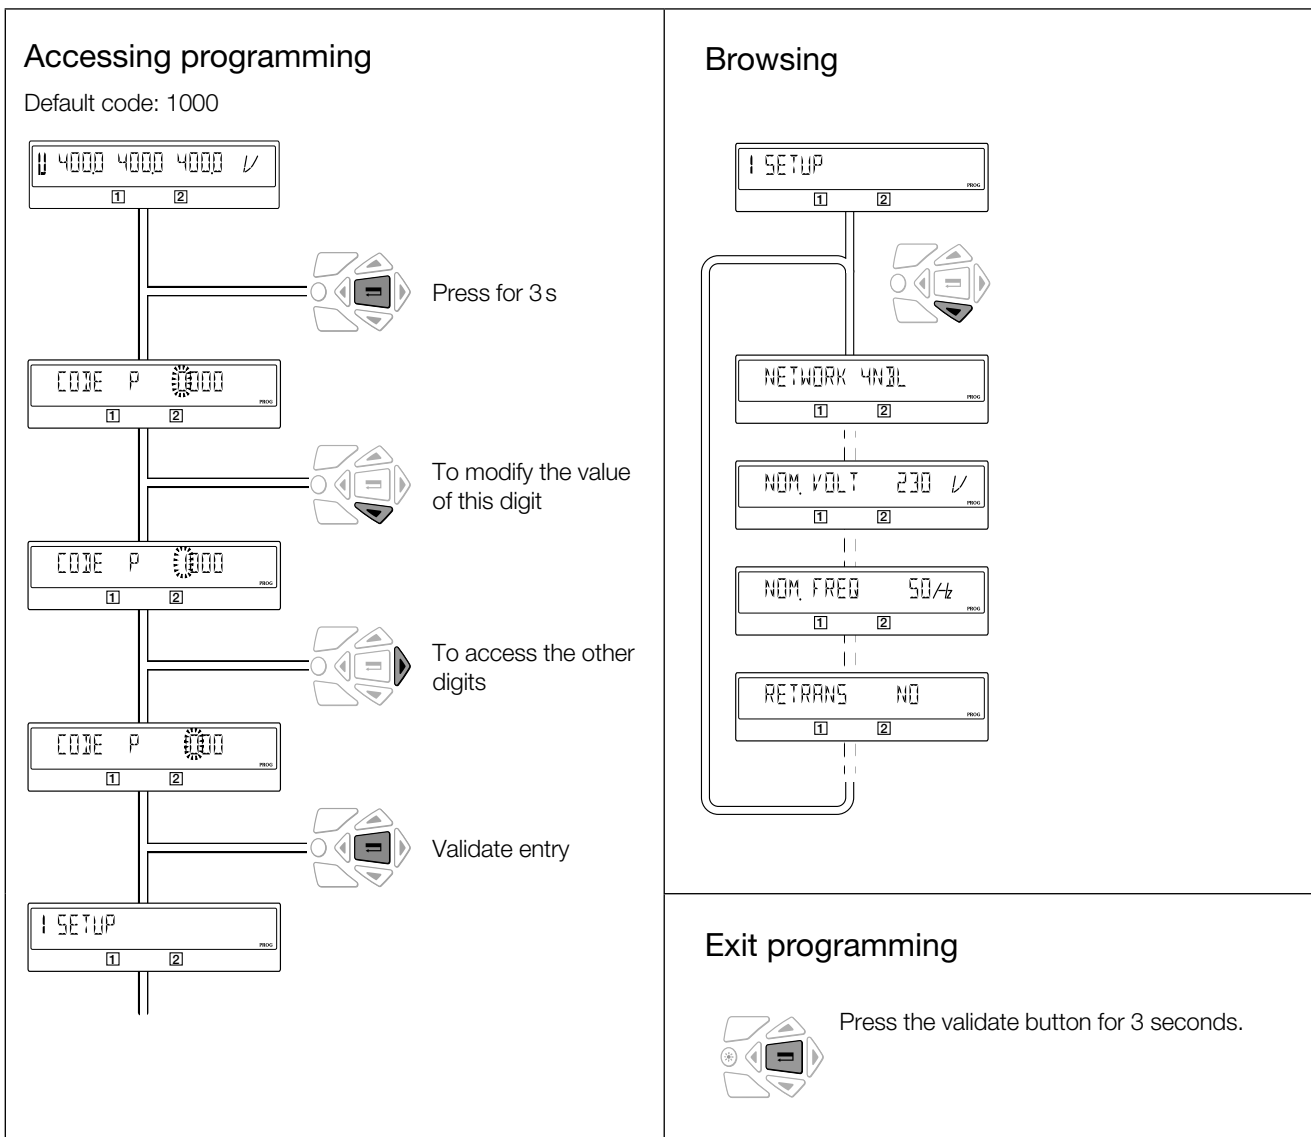 Accessing programming
Default code: 1000
U 400.0 400.0 400.0 V
1 2
Press for 3 s
CODE P 0000
PROG
1 2
To modify the value
of this digit
CODE P 1000
PROG
1 2
To access the other
digits
CODE P 000
PROG
1 2
Validate entry
1 SETUP
PROG
1 2
Browsing
1 SETUP
PROG
1 2
NETWORK 4NBL
PROG
1 2
NOM. VOLT 230 V
PROG
1 2
NOM. FREQ 50 Hz
PROG
1 2
RETRANS NO
PROG
1 2
Exit programming
Press the validate button for 3 seconds.